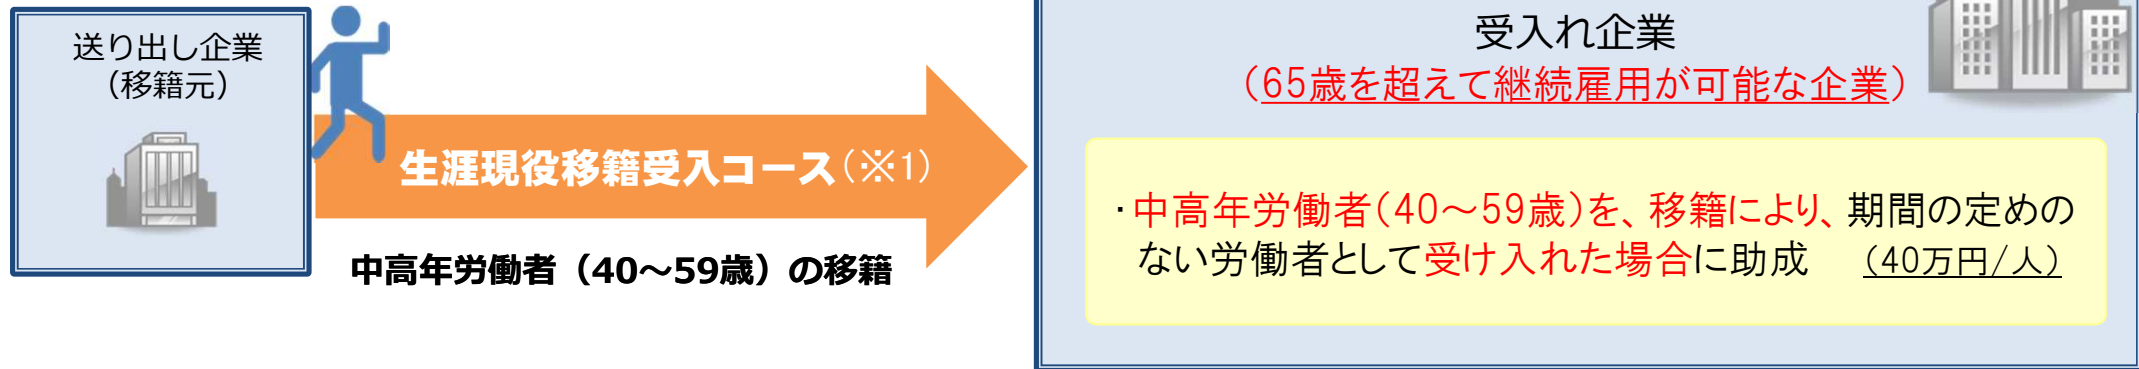 送り出し企業
（移籍元）
生涯現役移籍受入コース（※1）
中高年労働者（40～59歳）の移籍
受入れ企業
（65歳を超えて継続雇用が可能な企業）
・中高年労働者（40～59歳）を、移籍により、期間の定めの
ない労働者として受け入れた場合に助成　（40万円/人）